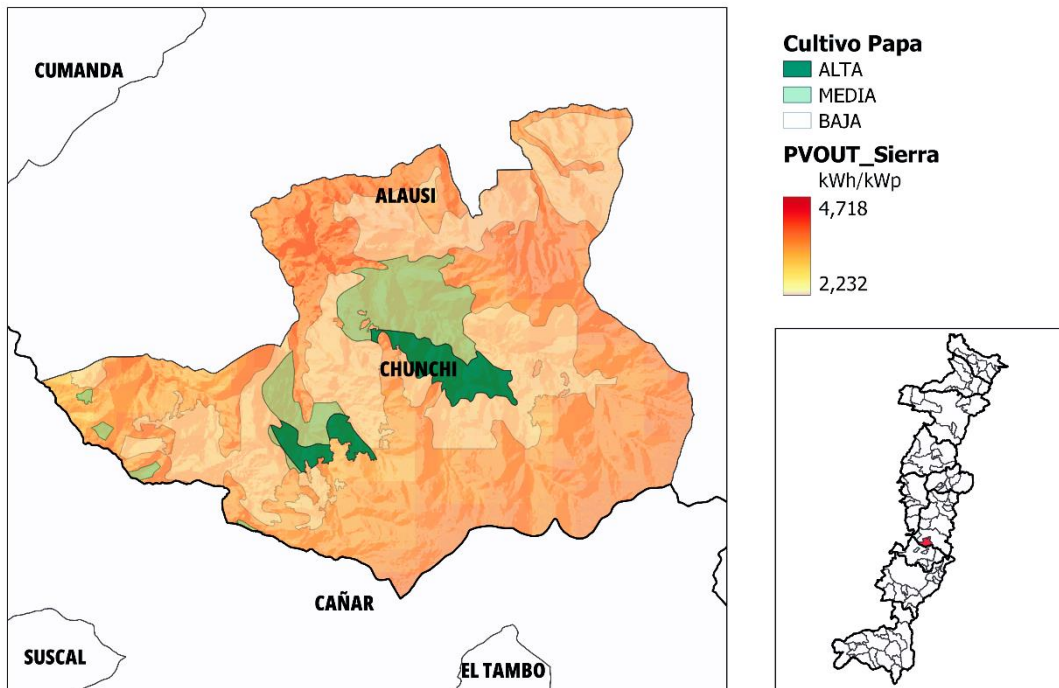 CUMANDA
ALAUSI
CHUNCHI
CAÑAR
SUSCAL
EL TAMBO
Cultivo Papa
ALTA
MEDIA
BAJA
PVOUT_Sierra
kWh/kWp
4,718
2,232